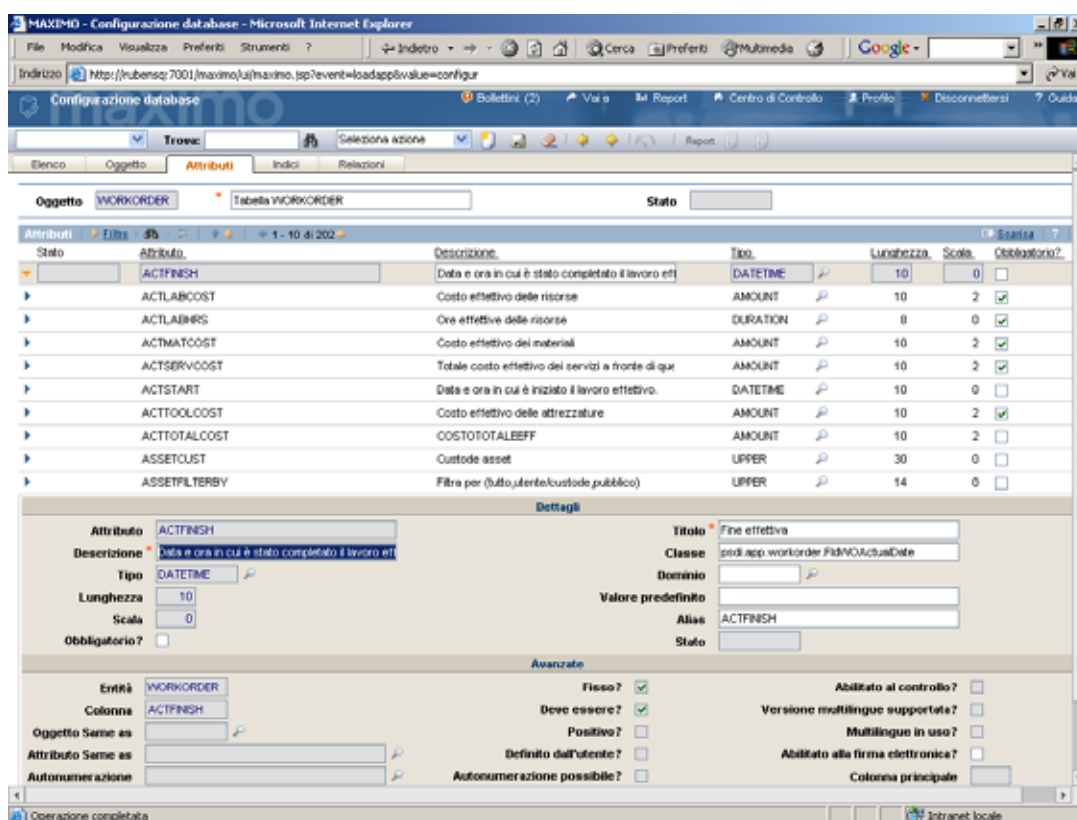 MAXIMO - Configurazione database - Microsoft Internet Explorer
File Modifica Visualizza Preferiti Strumenti ? Indietro Cerca Preferiti Multimedia Google
Indirizzo http://rubensq:7001/maximo/ui/maximo.jsp?event=loadapp&value=configur Vai
Configurazione database Bollettini: (2) Vai a Report Centro di Controllo Profilo Disconnettersi ? Guida
Trova: Seleziona azione Report
Elenco Oggetto Attributi Indici Relazioni
Oggetto WORKORDER * Tabella WORKORDER Stato
Attributi Filtra 1 - 10 di 202 Scarica ?
Stato Attributo Descrizione Tipo Lunghezza Scala Obbligatorio?
ACTFINISH Data e ora in cui è stato completato il lavoro eff DATETIME 10 0
ACTLABCOST Costo effettivo delle risorse AMOUNT 10 2
ACTLABHRS Ore effettive delle risorse DURATION 8 0
ACTMATCOST Costo effettivo dei materiali AMOUNT 10 2
ACTSERVCOST Totale costo effettivo dei servizi a fronte di que AMOUNT 10 2
ACTSTART Data e ora in cui è iniziato il lavoro effettivo. DATETIME 10 0
ACTTOOLCOST Costo effettivo delle attrezzature AMOUNT 10 2
ACTTOTALCOST COSTOTOTALEEFF AMOUNT 10 2
ASSETCUST Custode asset UPPER 30 0
ASSETFILTERBY Filtra per (tutto,utente/custode,pubblico) UPPER 14 0
Dettagli
Attributo ACTFINISH Titolo * Fine effettiva
Descrizione * Data e ora in cui è stato completato il lavoro eff Classe psdi.app.workorder.FldWOActualDate
Tipo DATETIME Dominio
Lunghezza 10 Valore predefinito
Scala 0 Alias ACTFINISH
Obbligatorio? Stato
Avanzate
Entità WORKORDER Fisso? Abilitato al controllo?
Colonna ACTFINISH Deve essere? Versione multilingue supportata?
Oggetto Same as Positivo? Multilingue in uso?
Attributo Same as Definito dall'utente? Abilitato alla firma elettronica?
Autonumerazione Autonumerazione possibile? Colonna principale
Operazione completata Intranet locale